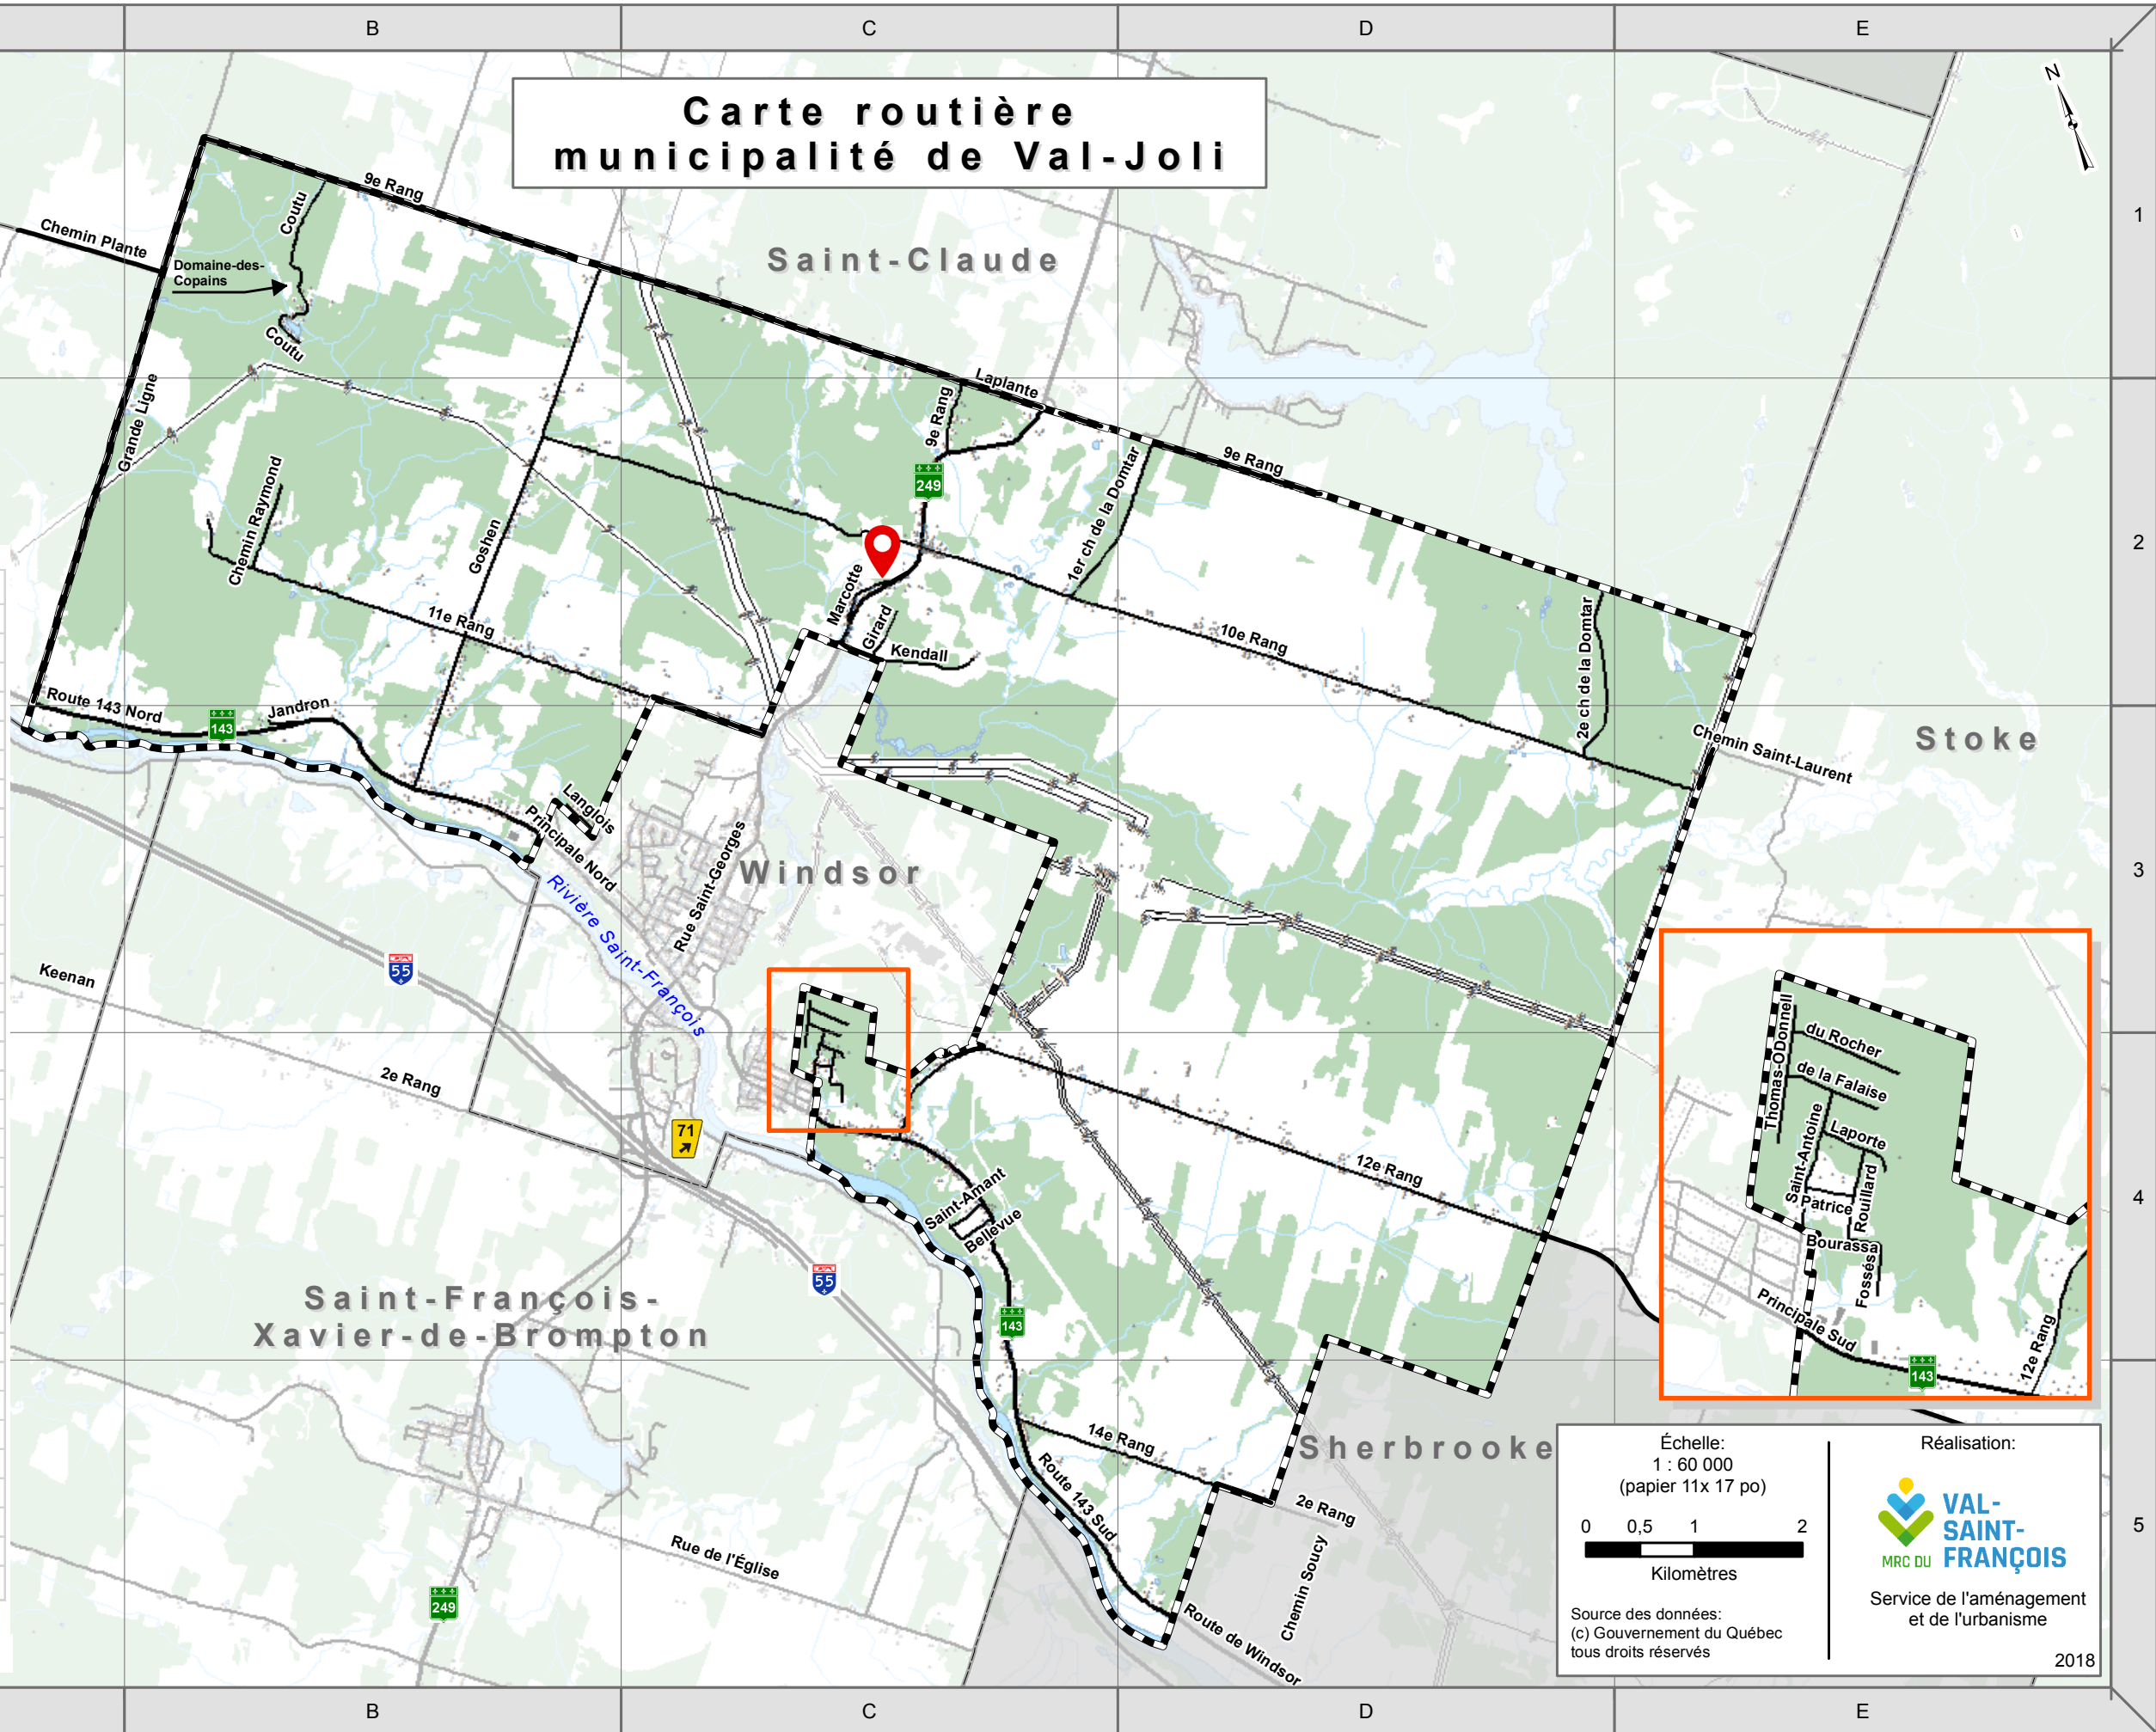 B
C
D
E
Carte routière
municipalité de Val-Joli
N
1
2
3
4
5
9e Rang
Coutu
Chemin Plante
Domaine-des-
Copains
Coutu
Saint-Claude
Grande Ligne
Laplante
9e Rang
249
9e Rang
1er ch de la Domtar
Chemin Raymond
Goshen
Marcotte
Girard
Kendall
11e Rang
10e Rang
2e ch de la Domtar
Route 143 Nord
143
Jandron
Chemin Saint-Laurent
Stoke
Langlois
Principale Nord
Rue Saint-Georges
Windsor
Rivière Saint-François
55
Keenan
2e Rang
71
12e Rang
Saint-Amant
Bellevue
55
143
Saint-François-
Xavier-de-Brompton
14e Rang
Sherbrooke
Route 143 Sud
2e Rang
Chemin Soucy
Rue de l'Église
249
Route de Windsor
Thomas-ODonnell
du Rocher
de la Falaise
Saint-Antoine
Laporte
Patrice
Rouillard
Bourassa
Fossés
Principale Sud
143
12e Rang
Échelle:
1 : 60 000
(papier 11x 17 po)
0 0,5 1 2
Kilomètres
Source des données:
(c) Gouvernement du Québec
tous droits réservés
Réalisation:
VAL-
SAINT-
MRC DU FRANÇOIS
Service de l'aménagement
et de l'urbanisme
2018
B
C
D
E